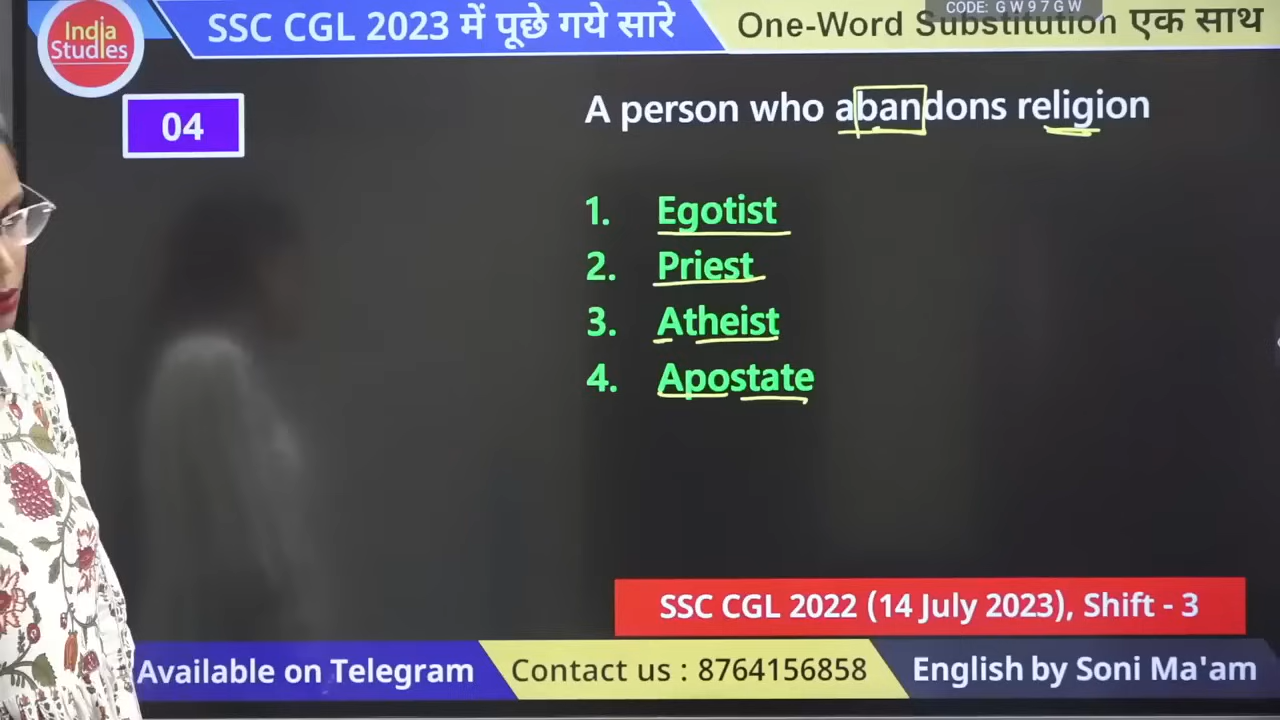 CODE: G W 9 7 G W
India
Studies
SSC CGL 2023 में पूछे गये सारे
One-Word Substitution एक साथ
04
A person who abandons religion
1. Egotist
2. Priest
3. Atheist
4. Apostate
SSC CGL 2022 (14 July 2023), Shift - 3
Available on Telegram
Contact us : 8764156858
English by Soni Ma'am